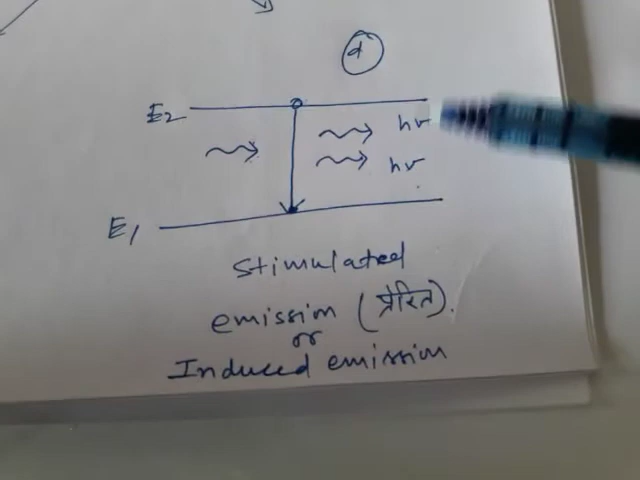 d
E2
hν
hν
E1
Stimulated
emission (प्रेरित).
or
Induced emission